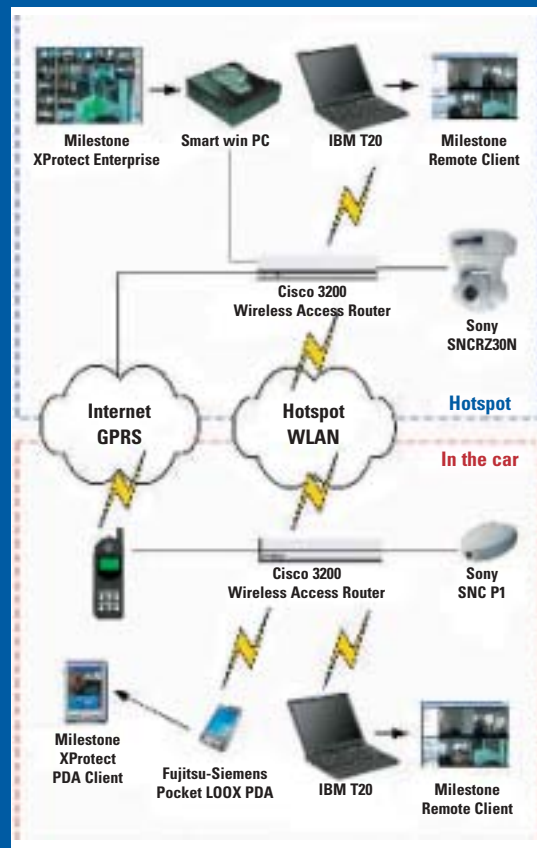 Milestone
XProtect Enterprise
Smart win PC
IBM T20
Milestone
Remote Client
Cisco 3200
Wireless Access Router
Sony
SNCRZ30N
Internet
GPRS
Hotspot
WLAN
Hotspot
In the car
Cisco 3200
Wireless Access Router
Sony
SNC P1
Milestone
XProtect
PDA Client
Fujitsu-Siemens
Pocket LOOX PDA
IBM T20
Milestone
Remote Client